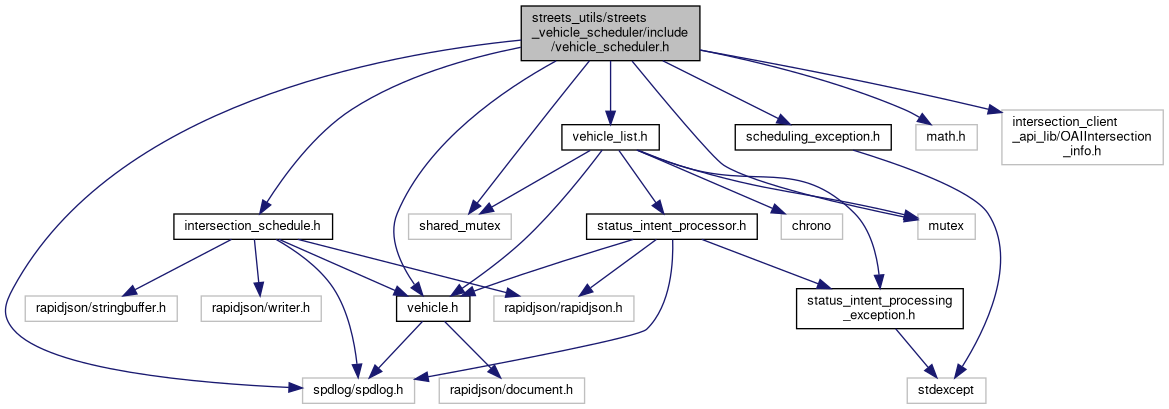 streets_utils/streets
_vehicle_scheduler/include
/vehicle_scheduler.h
vehicle_list.h
scheduling_exception.h
math.h
intersection_client
_api_lib/OAIIntersection
_info.h
intersection_schedule.h
shared_mutex
status_intent_processor.h
chrono
mutex
rapidjson/stringbuffer.h
rapidjson/writer.h
vehicle.h
rapidjson/rapidjson.h
status_intent_processing
_exception.h
spdlog/spdlog.h
rapidjson/document.h
stdexcept